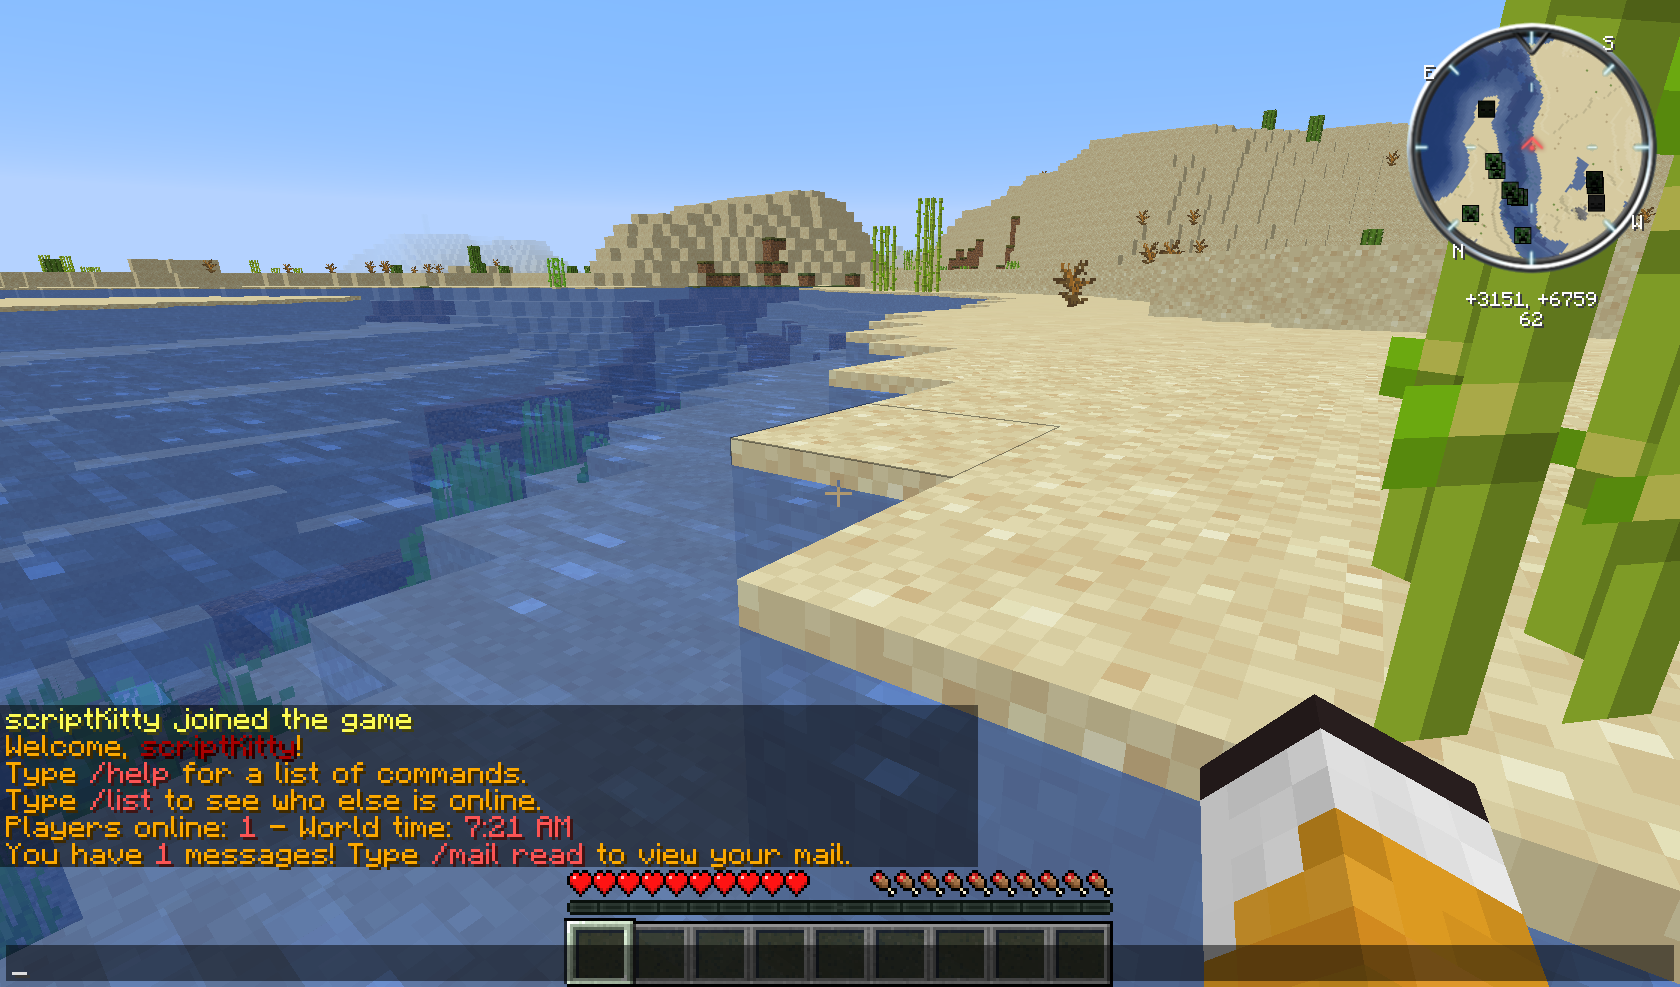 S
E
W
N
+3151, +6759
62
scriptKitty joined the game
Welcome, scriptKitty!
Type /help for a list of commands.
Type /list to see who else is online.
Players online: 1 - World time: 7:21 AM
You have 1 messages! Type /mail read to view your mail.
_